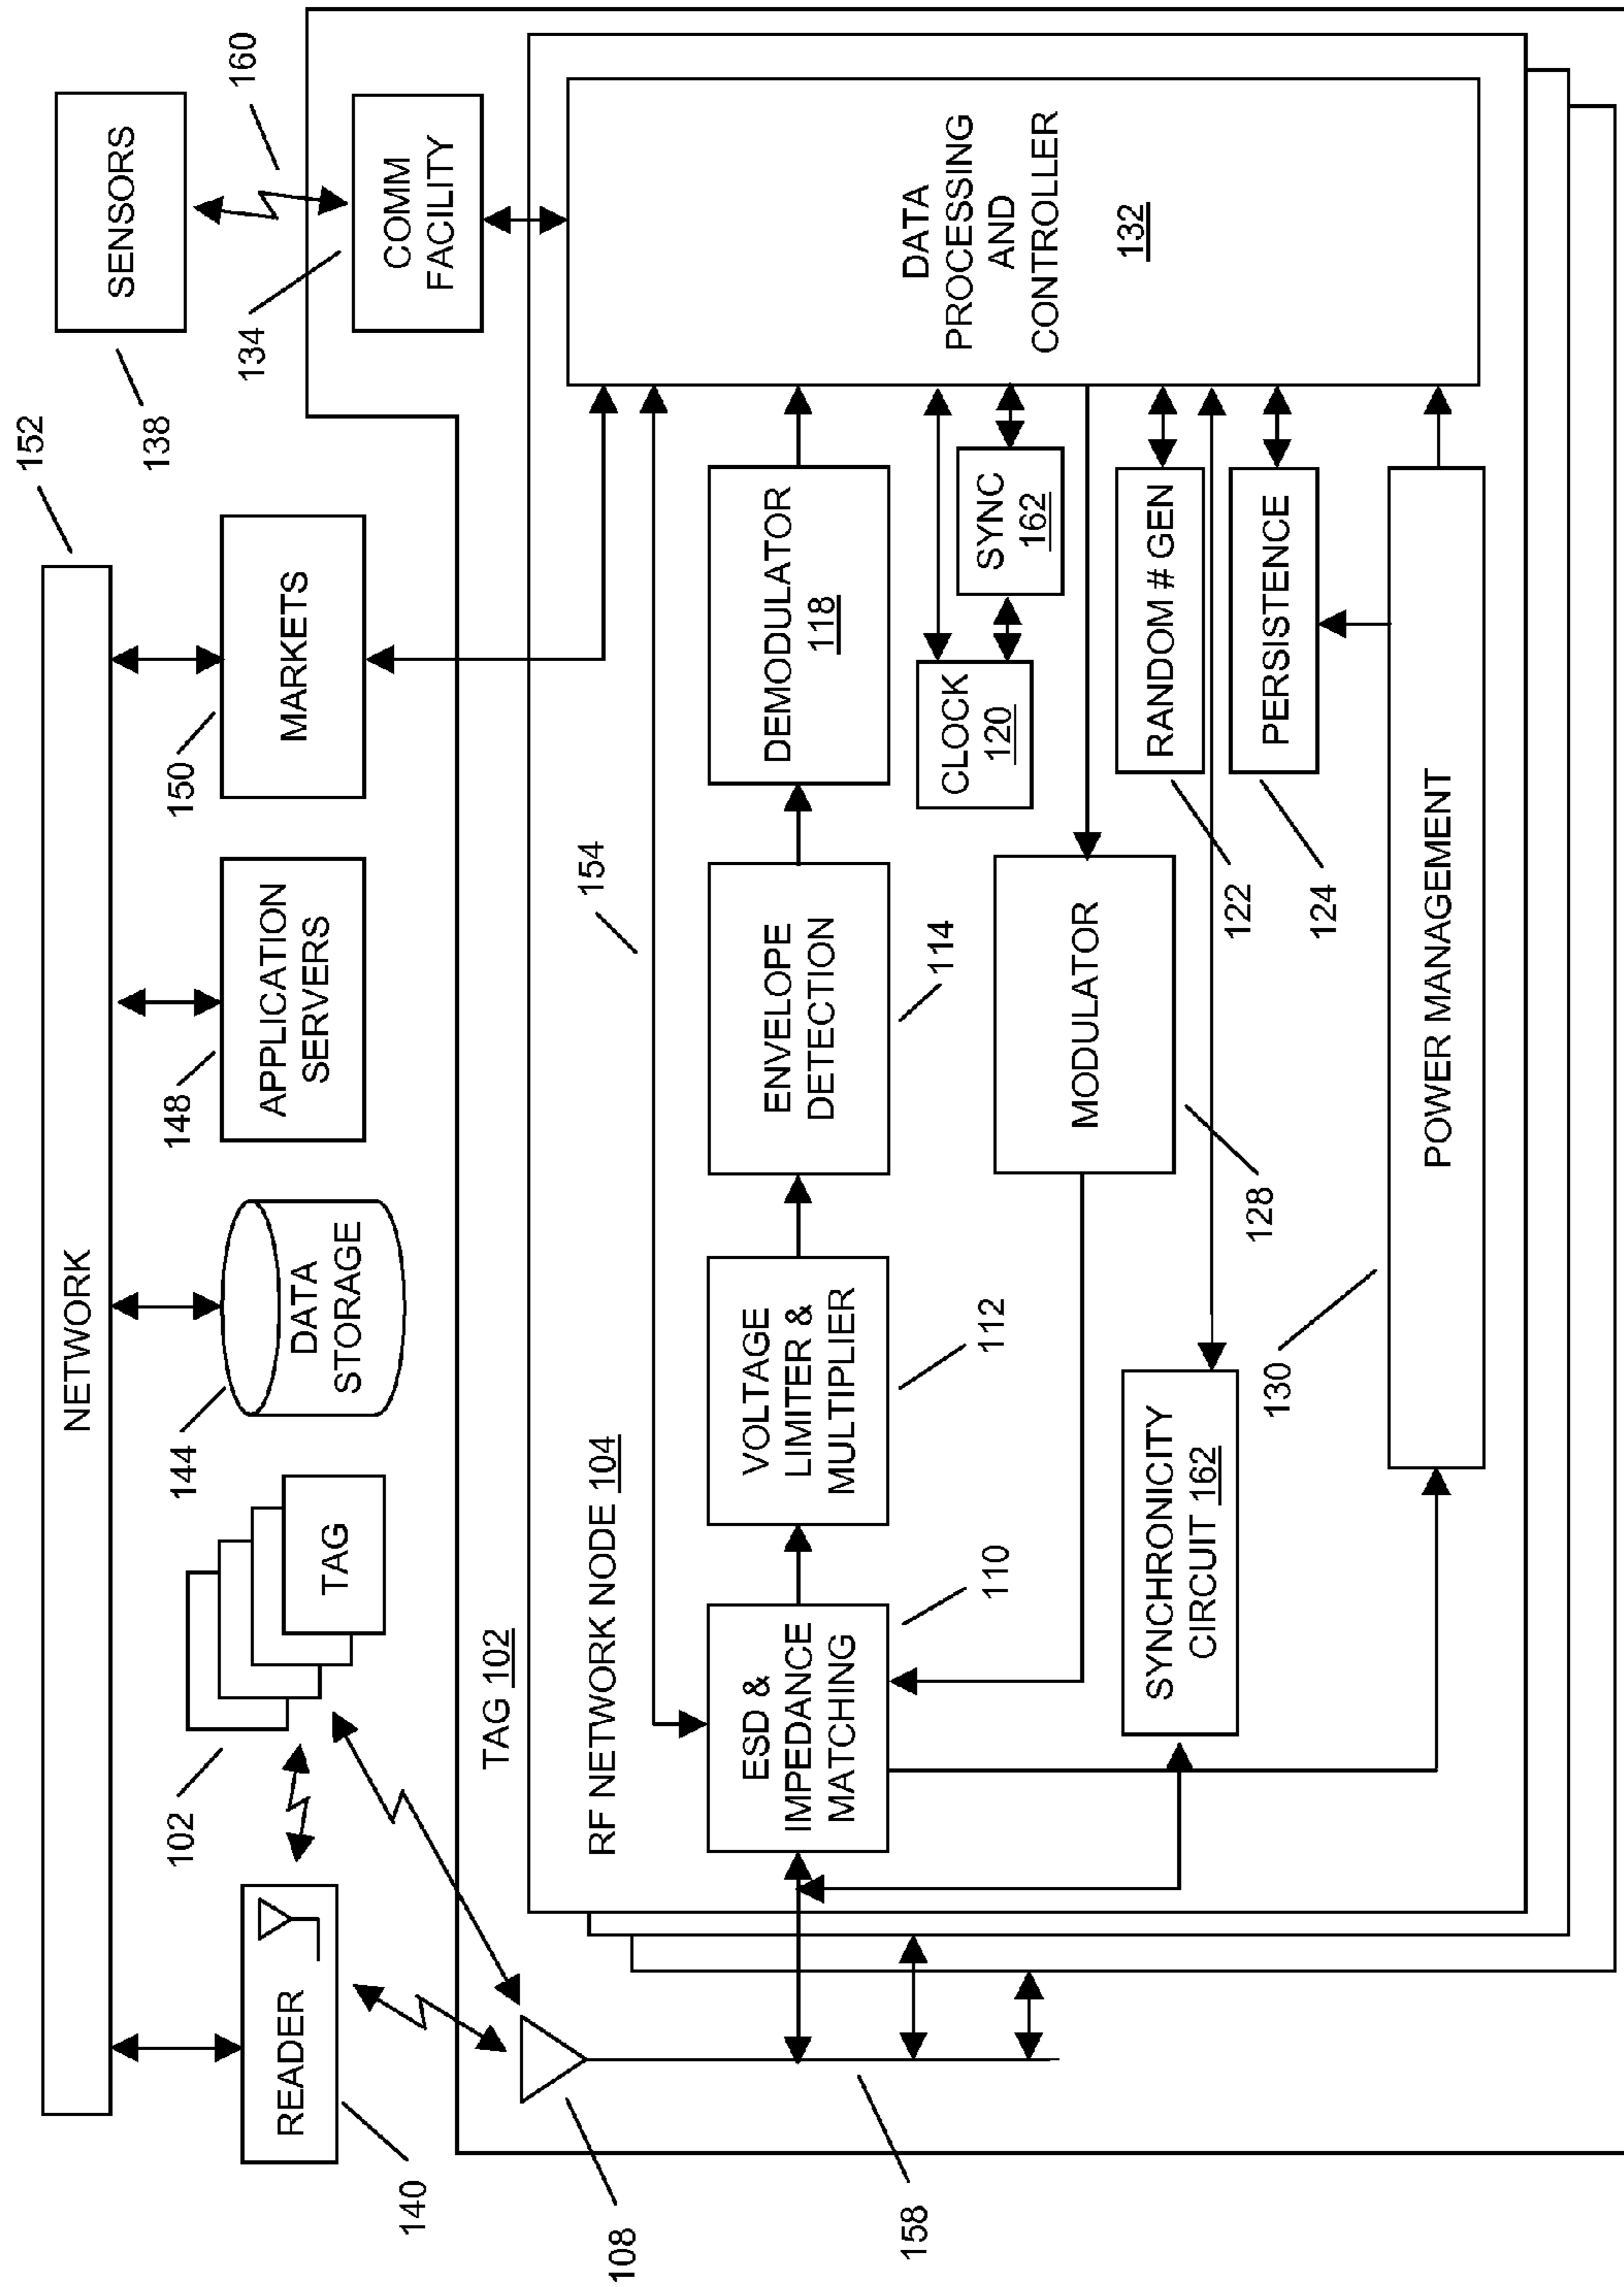 152
NETWORK
160
SENSORS
138
READER
140
TAG
102
DATA
STORAGE
144
APPLICATION
SERVERS
148
MARKETS
150
COMM
FACILITY
134
TAG 102
108
158
RF NETWORK NODE 104
154
ESD &
IMPEDANCE
MATCHING
110
VOLTAGE
LIMITER &
MULTIPLIER
112
ENVELOPE
DETECTION
114
DEMODULATOR
118
CLOCK
120
SYNC
162
DATA
PROCESSING
AND
CONTROLLER
132
MODULATOR
128
RANDOM # GEN
122
SYNCHRONICITY
CIRCUIT 162
PERSISTENCE
124
POWER MANAGEMENT
130